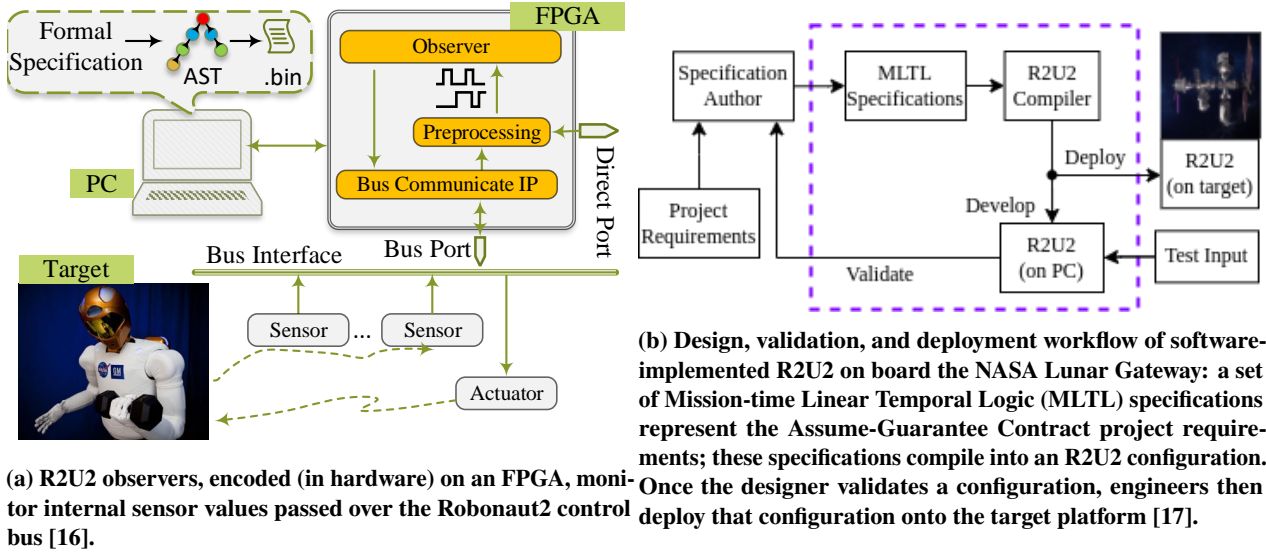 Formal
Specification
AST
.bin
PC
FPGA
Observer
Preprocessing
Bus Communicate IP
Direct Port
Bus Port
Bus Interface
Target
Sensor
...
Sensor
Actuator
NASA
GM
(a) R2U2 observers, encoded (in hardware) on an FPGA, moni-
tor internal sensor values passed over the Robonaut2 control
bus [16].
Specification
Author
MLTL
Specifications
R2U2
Compiler
Deploy
R2U2
(on target)
Develop
Project
Requirements
R2U2
(on PC)
Test Input
Validate
(b) Design, validation, and deployment workflow of software-
implemented R2U2 on board the NASA Lunar Gateway: a set
of Mission-time Linear Temporal Logic (MLTL) specifications
represent the Assume-Guarantee Contract project require-
ments; these specifications compile into an R2U2 configuration.
Once the designer validates a configuration, engineers then
deploy that configuration onto the target platform [17].